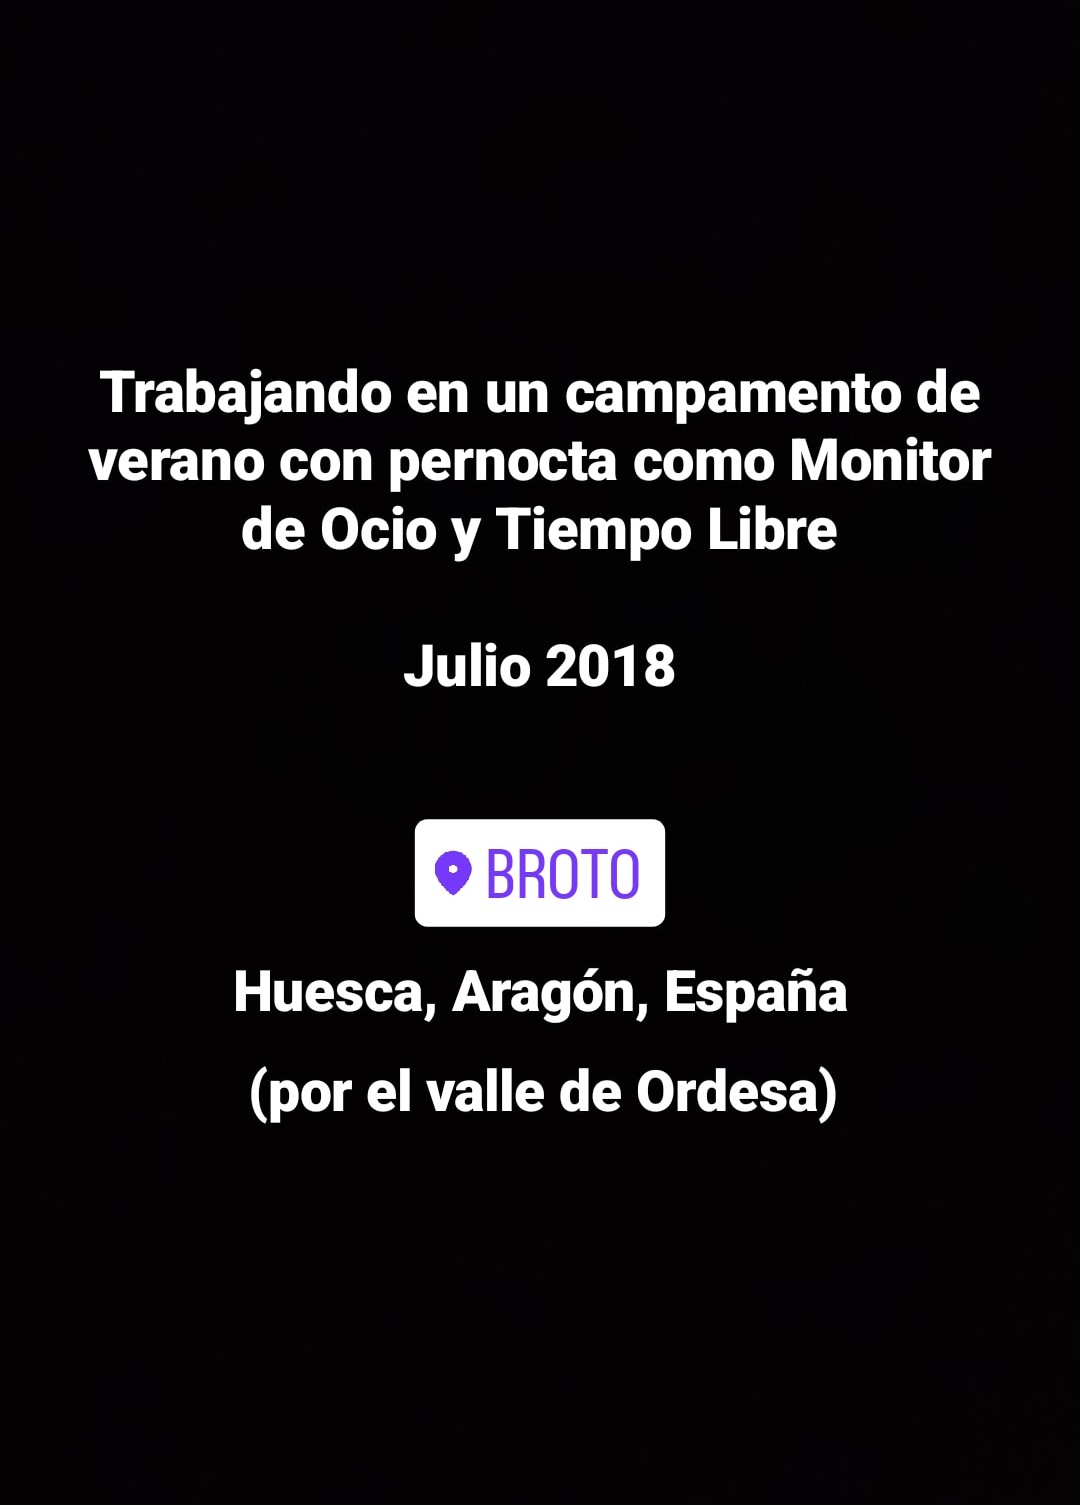 Trabajando en un campamento de
verano con pernocta como Monitor
de Ocio y Tiempo Libre
Julio 2018
BROTO
Huesca, Aragón, España
(por el valle de Ordesa)